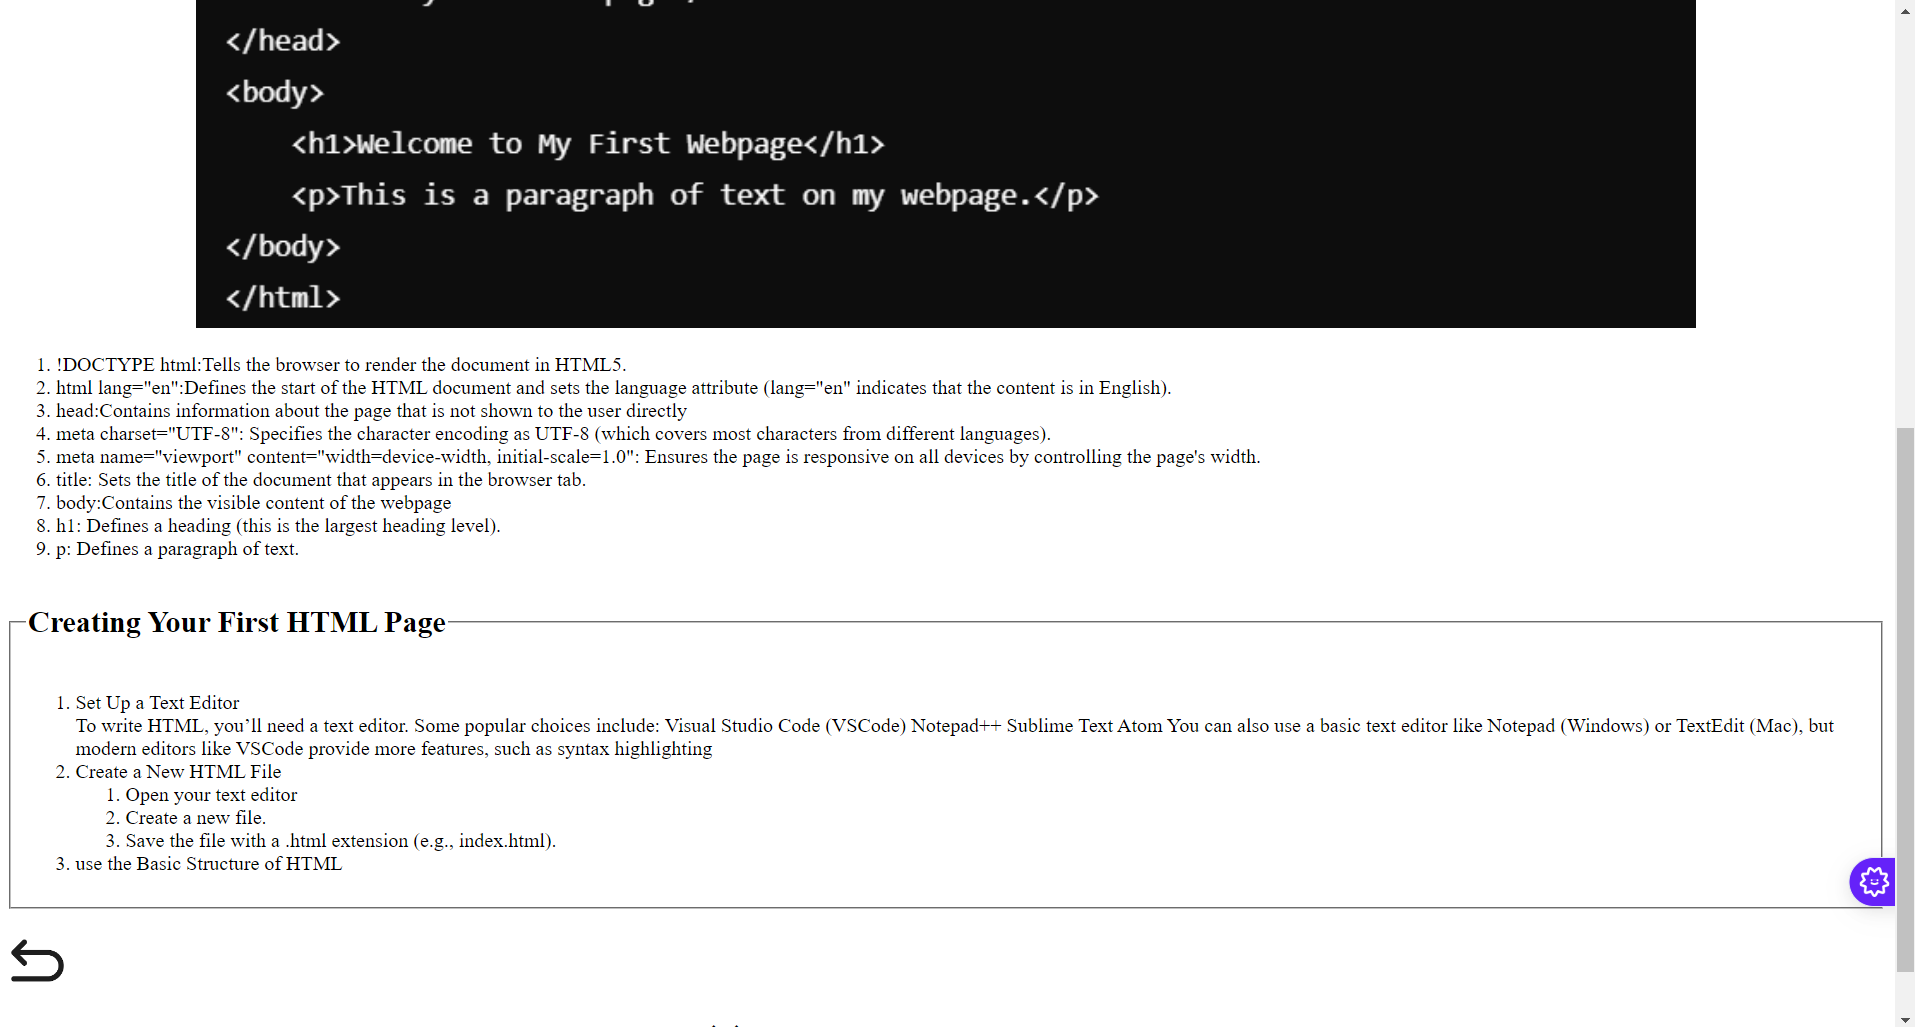 </head>
<body>
<h1>Welcome to My First Webpage</h1>
<p>This is a paragraph of text on my webpage.</p>
</body>
</html>
1. !DOCTYPE html:Tells the browser to render the document in HTML5.
2. html lang="en":Defines the start of the HTML document and sets the language attribute (lang="en" indicates that the content is in English).
3. head:Contains information about the page that is not shown to the user directly
4. meta charset="UTF-8": Specifies the character encoding as UTF-8 (which covers most characters from different languages).
5. meta name="viewport" content="width=device-width, initial-scale=1.0": Ensures the page is responsive on all devices by controlling the page's width.
6. title: Sets the title of the document that appears in the browser tab.
7. body:Contains the visible content of the webpage
8. h1: Defines a heading (this is the largest heading level).
9. p: Defines a paragraph of text.
Creating Your First HTML Page
1. Set Up a Text Editor
To write HTML, you’ll need a text editor. Some popular choices include: Visual Studio Code (VSCode) Notepad++ Sublime Text Atom You can also use a basic text editor like Notepad (Windows) or TextEdit (Mac), but
modern editors like VSCode provide more features, such as syntax highlighting
2. Create a New HTML File
1. Open your text editor
2. Create a new file.
3. Save the file with a .html extension (e.g., index.html).
3. use the Basic Structure of HTML